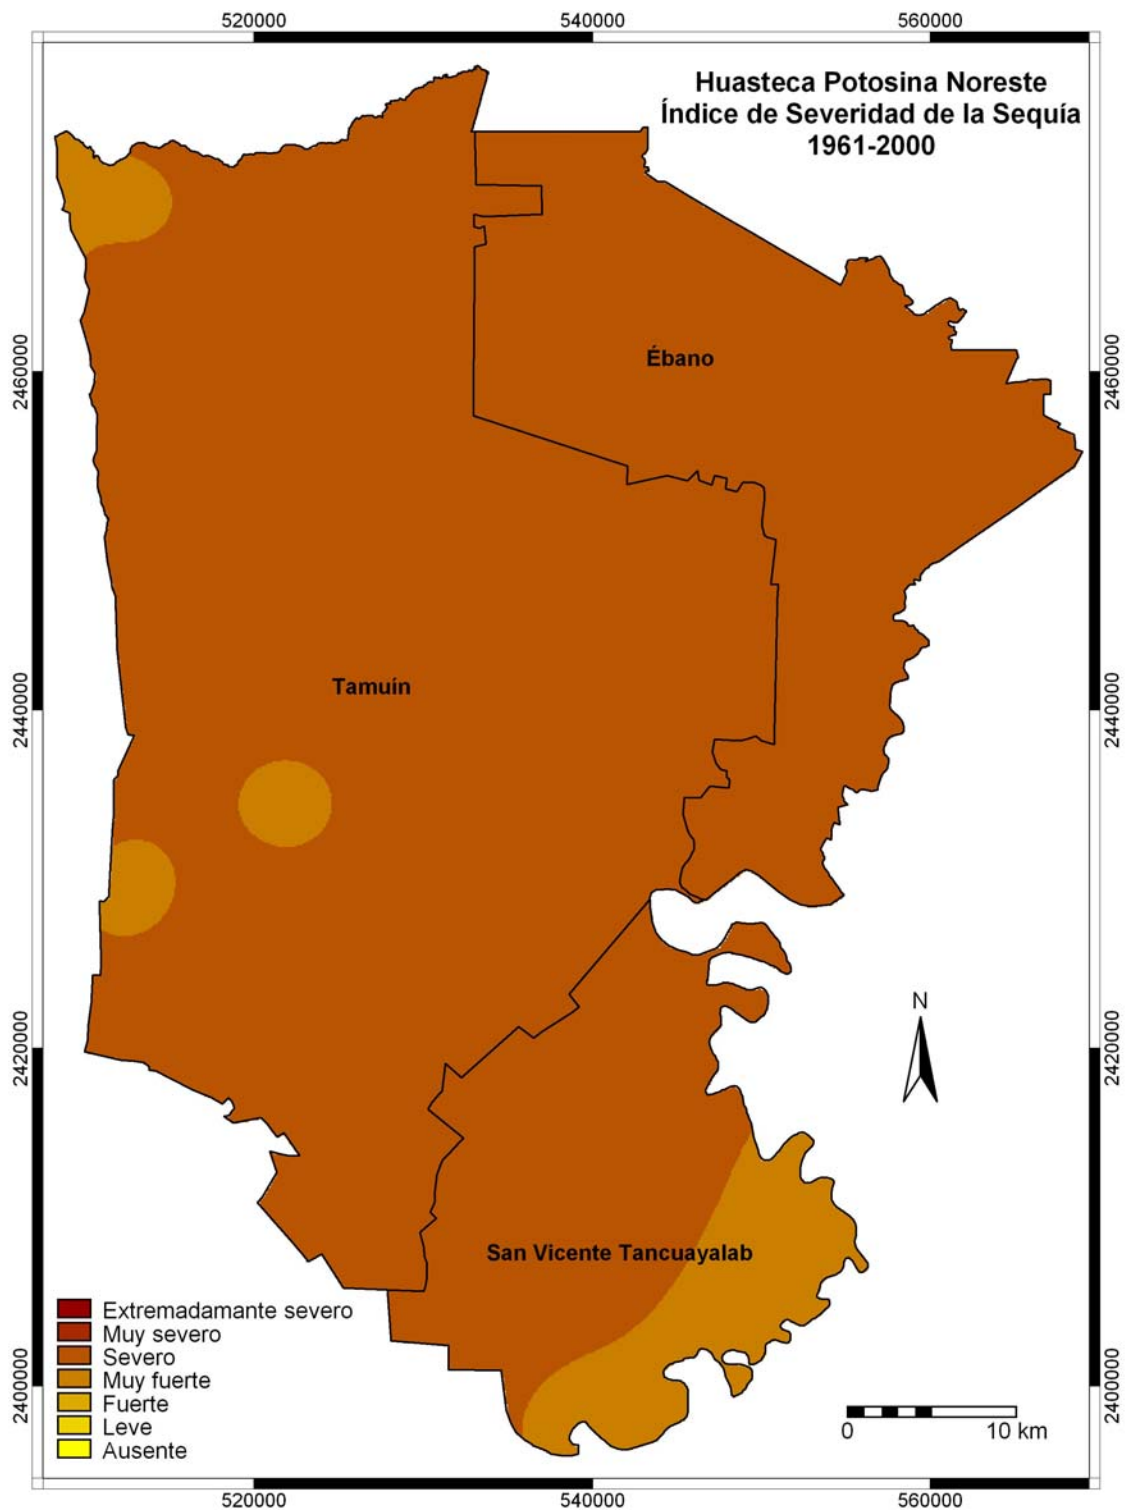 520000
540000
560000
Huasteca Potosina Noreste
Índice de Severidad de la Sequía
1961-2000
2460000
2460000
Ébano
Tamuín
2440000
2440000
N
2420000
2420000
San Vicente Tancuayalab
Extremadamante severo
Muy severo
Severo
Muy fuerte
Fuerte
Leve
Ausente
2400000
2400000
0
10 km
520000
540000
560000